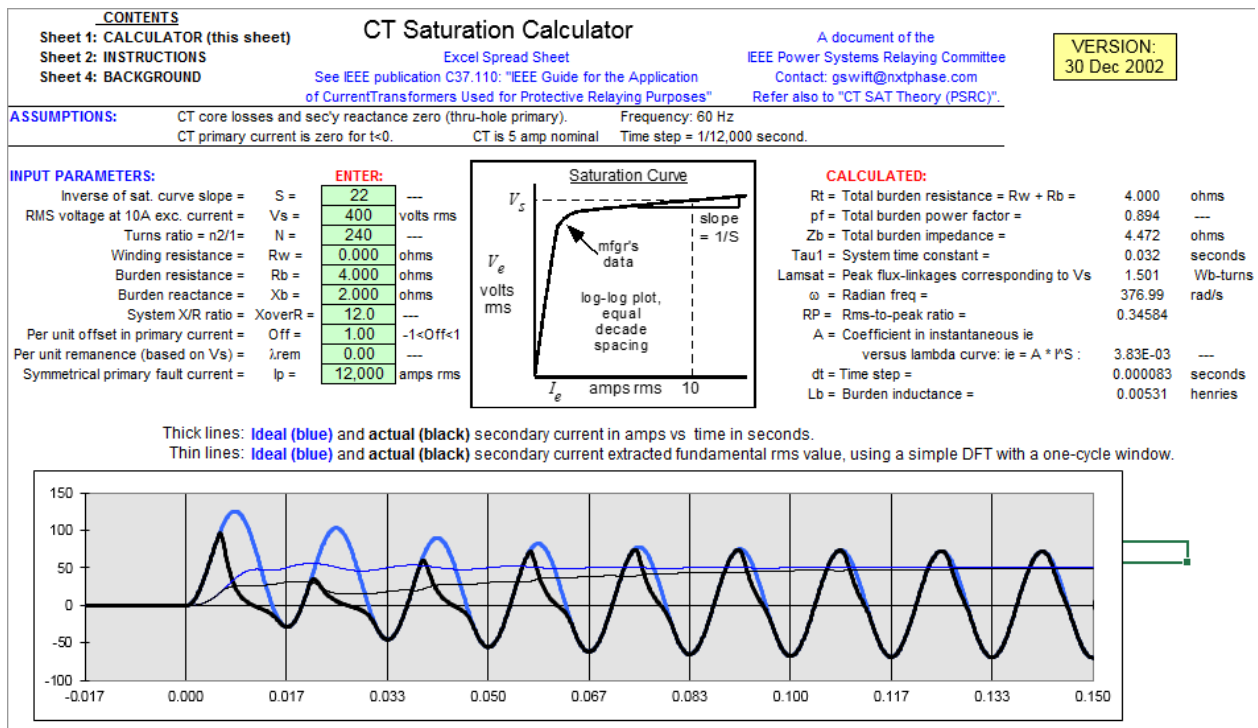 CONTENTS
Sheet 1: CALCULATOR (this sheet)
Sheet 2: INSTRUCTIONS
Sheet 4: BACKGROUND
CT Saturation Calculator
Excel Spread Sheet
See IEEE publication C37.110: "IEEE Guide for the Application
of CurrentTransformers Used for Protective Relaying Purposes"
A document of the
IEEE Power Systems Relaying Committee
Contact: gswift@nxtphase.com
Refer also to "CT SAT Theory (PSRC)".
VERSION:
30 Dec 2002
ASSUMPTIONS: CT core losses and sec'y reactance zero (thru-hole primary). Frequency: 60 Hz
CT primary current is zero for t<0. CT is 5 amp nominal Time step = 1/12,000 second.
INPUT PARAMETERS: ENTER:
Inverse of sat. curve slope = S = 22 ---
RMS voltage at 10A exc. current = Vs = 400 volts rms
Turns ratio = n2/1= N = 240 ---
Winding resistance = Rw = 0.000 ohms
Burden resistance = Rb = 4.000 ohms
Burden reactance = Xb = 2.000 ohms
System X/R ratio = XoverR = 12.0 ---
Per unit offset in primary current = Off = 1.00 -1<Off<1
Per unit remanence (based on Vs) = λrem 0.00 ---
Symmetrical primary fault current = Ip = 12,000 amps rms
Saturation Curve
Vs
slope
= 1/S
mfgr's
data
Ve
volts
rms
log-log plot,
equal
decade
spacing
Ie amps rms 10
CALCULATED:
Rt = Total burden resistance = Rw + Rb = 4.000 ohms
pf = Total burden power factor = 0.894 ---
Zb = Total burden impedance = 4.472 ohms
Tau1 = System time constant = 0.032 seconds
Lamsat = Peak flux-linkages corresponding to Vs 1.501 Wb-turns
ω = Radian freq = 376.99 rad/s
RP = Rms-to-peak ratio = 0.34584
A = Coefficient in instantaneous ie
versus lambda curve: ie = A * l^S : 3.83E-03 ---
dt = Time step = 0.000083 seconds
Lb = Burden inductance = 0.00531 henries
Thick lines: Ideal (blue) and actual (black) secondary current in amps vs time in seconds.
Thin lines: Ideal (blue) and actual (black) secondary current extracted fundamental rms value, using a simple DFT with a one-cycle window.
150
100
50
0
-50
-100
-0.017 0.000 0.017 0.033 0.050 0.067 0.083 0.100 0.117 0.133 0.150